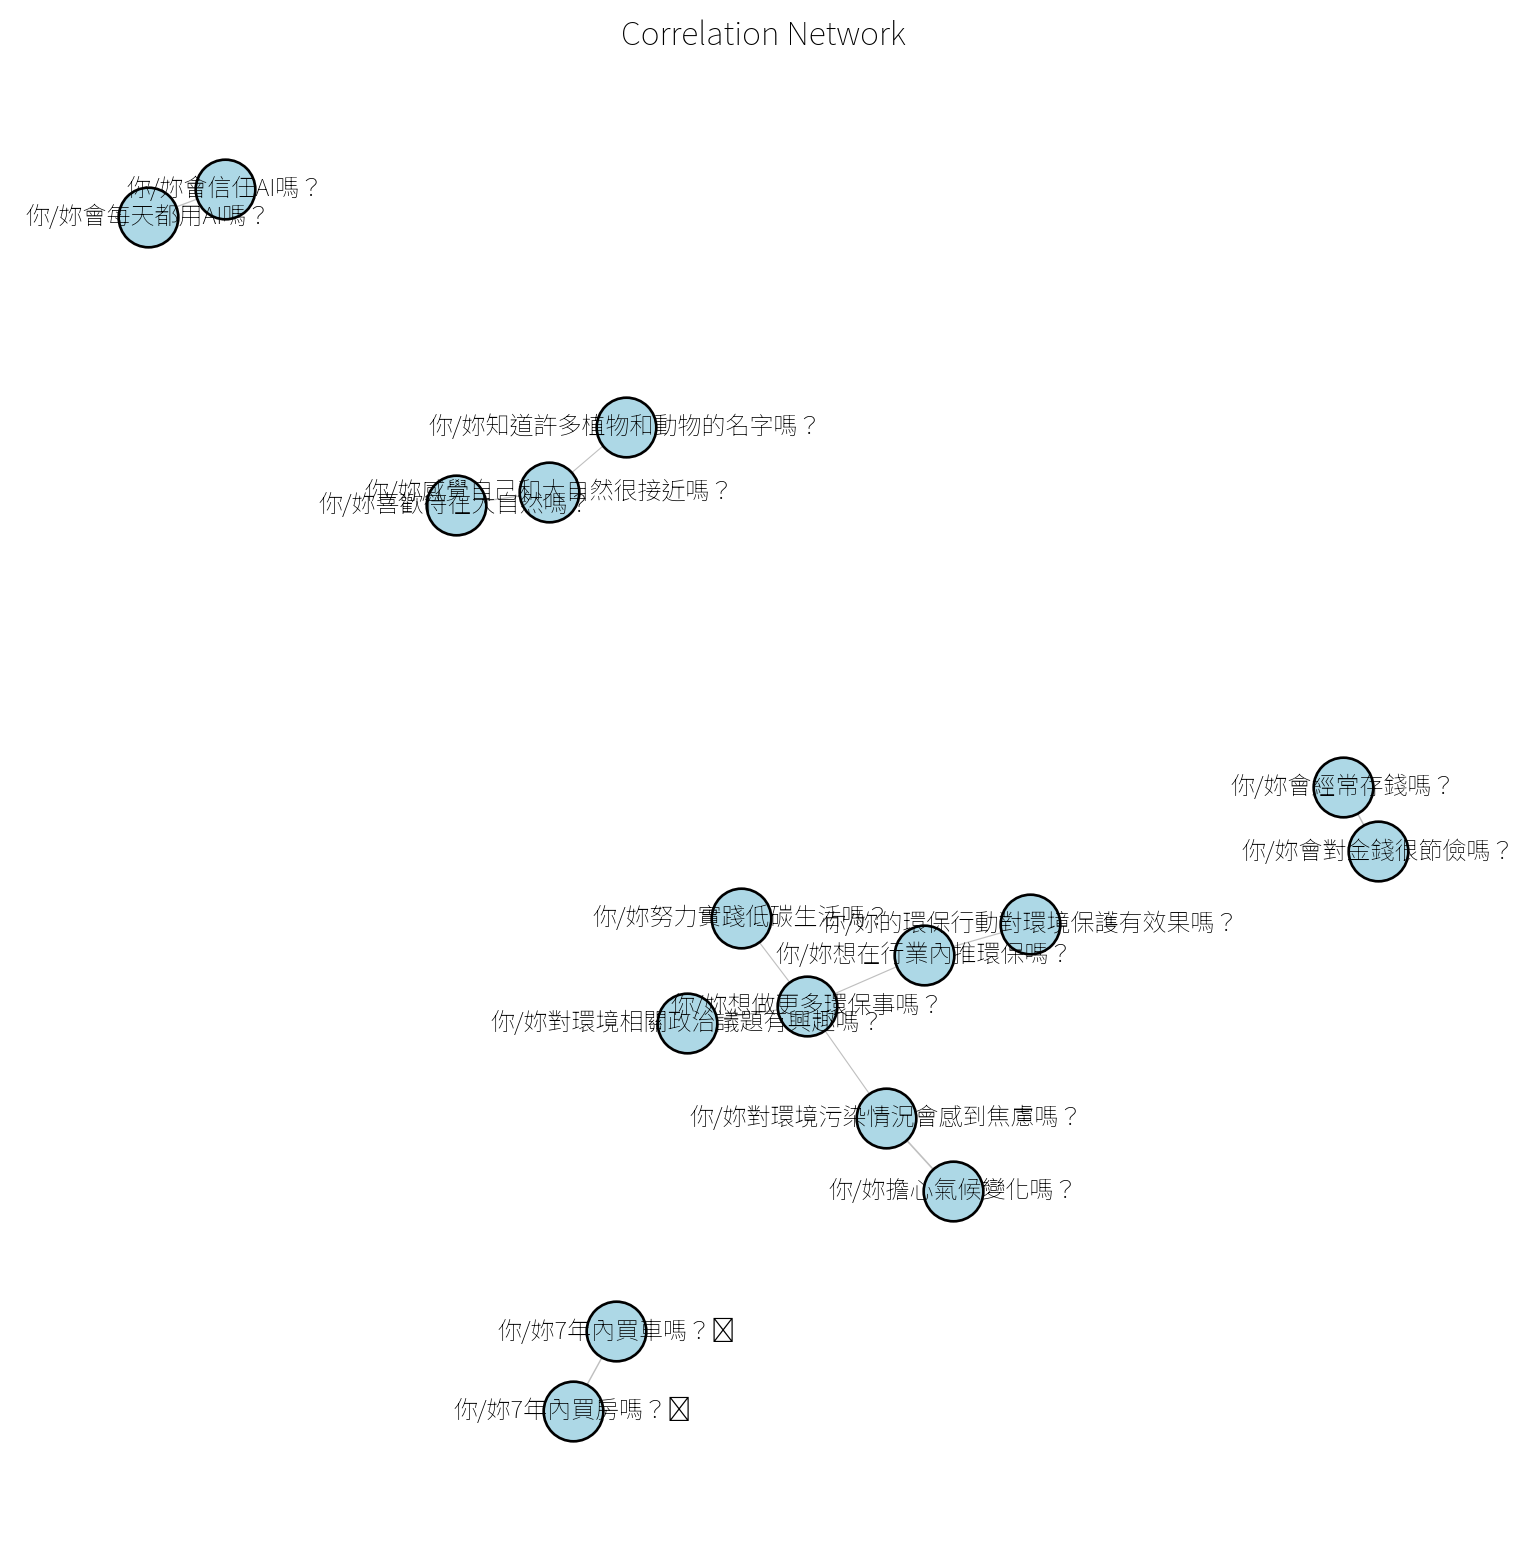 Correlation Network
你/妳會信任AI嗎？
你/妳會每天都用AI嗎？
你/妳知道許多植物和動物的名字嗎？
你/妳感覺自己和大自然很接近嗎？
你/妳喜歡待在大自然嗎？
你/妳會經常存錢嗎？
你/妳會對金錢很節儉嗎？
你/妳努力實踐低碳生活嗎？
你/妳的環保行動對環境保護有效果嗎？
你/妳想在行業內推環保嗎？
你/妳想做更多環保事嗎？
你/妳對環境相關政治議題有興趣嗎？
你/妳對環境污染情況會感到焦慮嗎？
你/妳擔心氣候變化嗎？
你/妳7年內買車嗎？
你/妳7年內買房嗎？